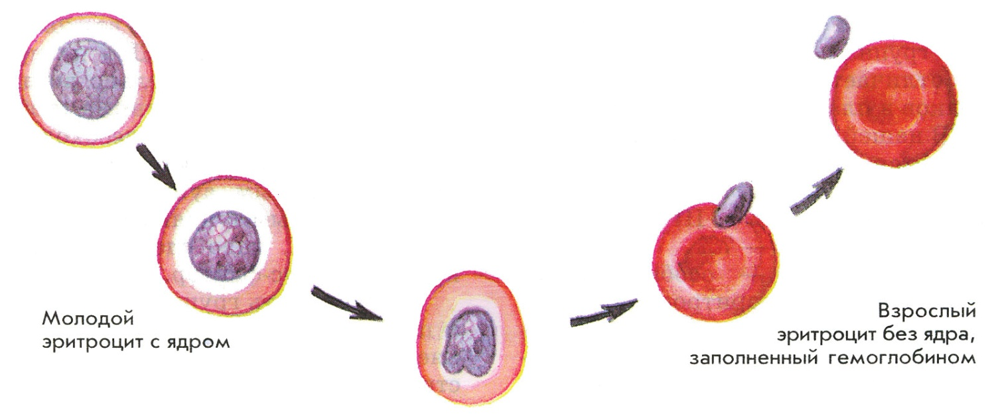 Молодой
эритроцит с ядром
Взрослый
эритроцит без ядра,
заполненный гемоглобином